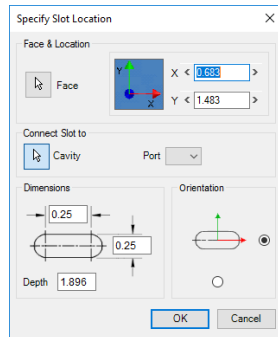 Specify Slot Location
Face & Location
Face
Y
X
X < 0.683 >
Y < 1.483 >
Connect Slot to
Cavity Port
Dimensions
0.25
0.25
Depth 1.896
Orientation
OK Cancel